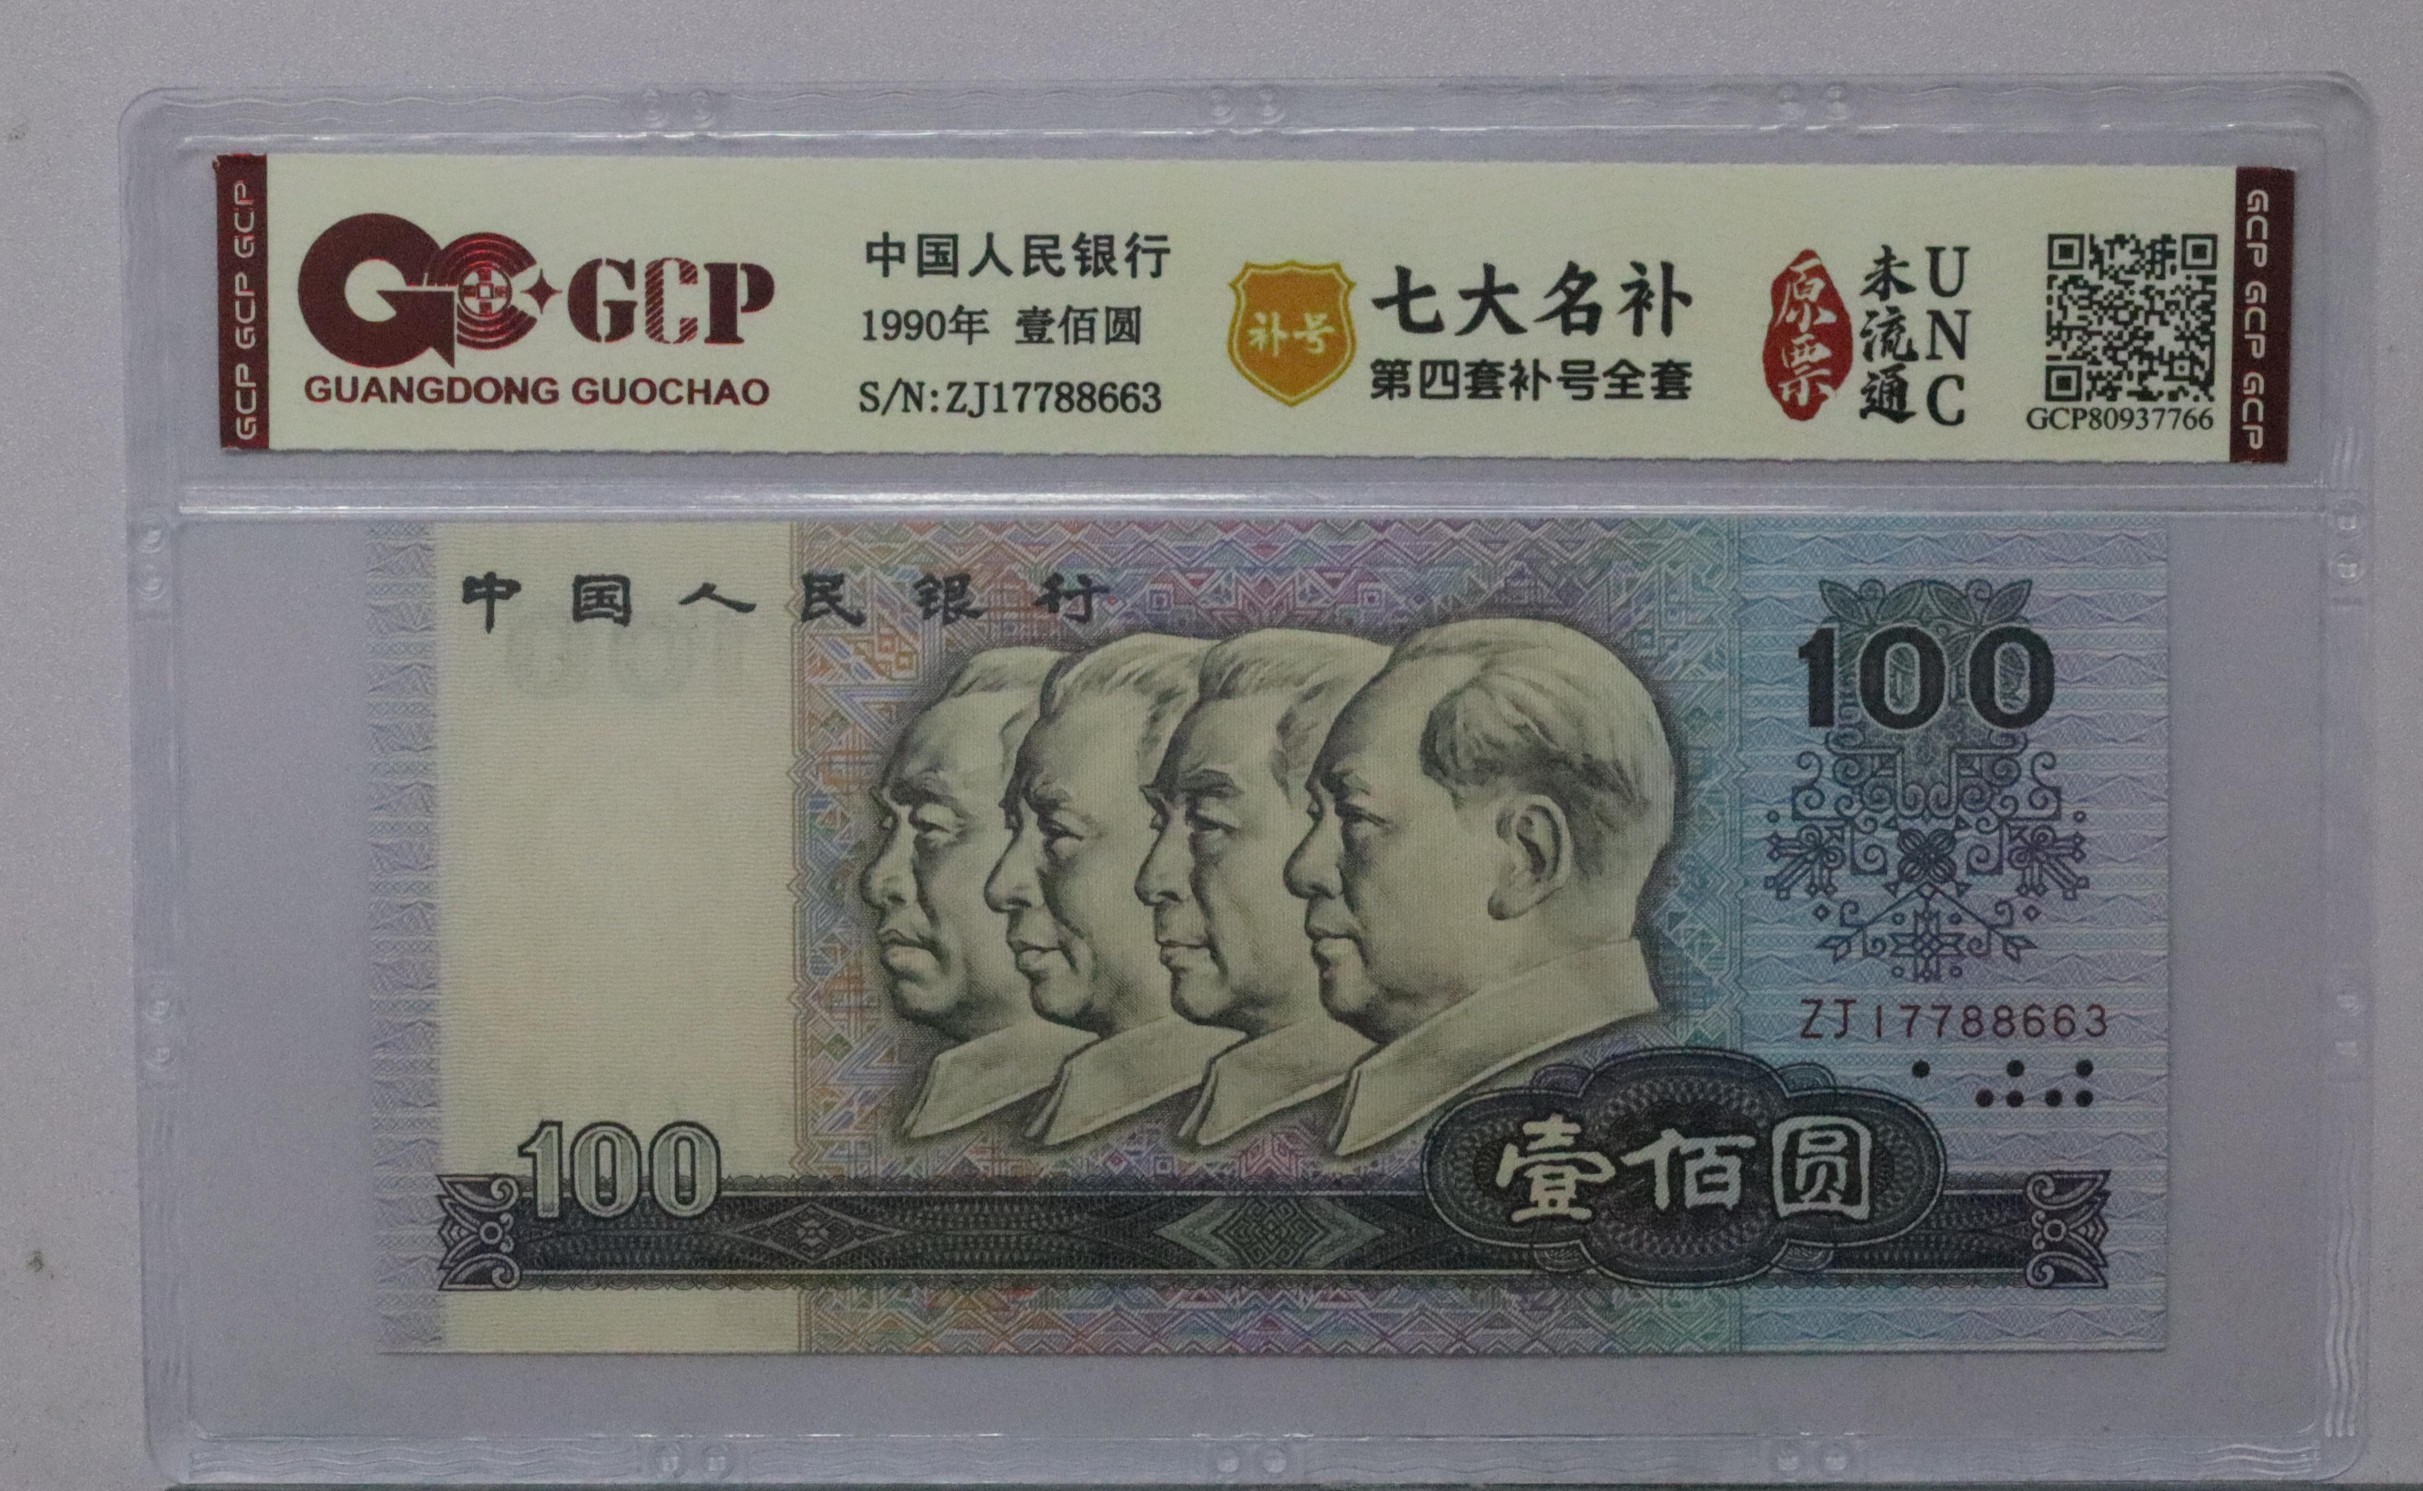 GCP GCP GCP
GCP
GUANGDONG GUOCHAO
中国人民银行
1990年 壹佰圆
S/N:ZJ17788663
补号
七大名补
第四套补号全套
原票
未流通
UNC
GCP80937766
GCP GCP GCP
中国人民银行
100
100
ZJ17788663
100
壹佰圆